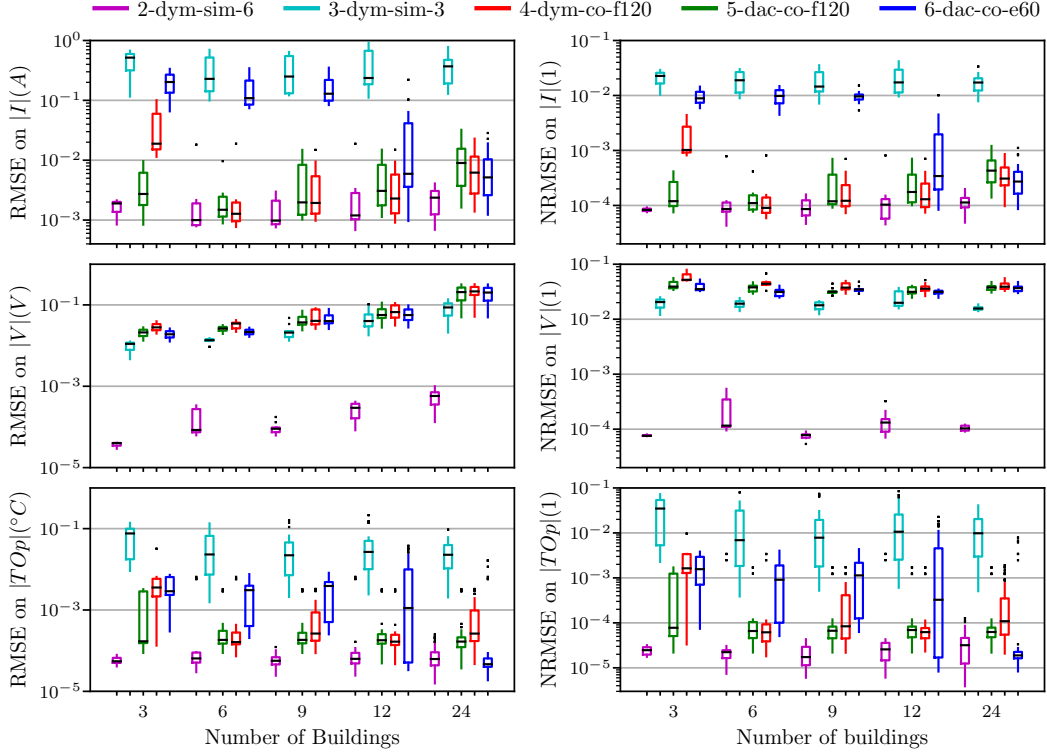 2-dym-sim-6 3-dym-sim-3 4-dym-co-f120 5-dac-co-f120 6-dac-co-e60
RMSE on |I|(A)
10^0
10^-1
10^-2
10^-3
NRMSE on |I|(1)
10^-1
10^-2
10^-3
10^-4
RMSE on |V|(V)
10^-1
10^-3
10^-5
NRMSE on |V|(1)
10^-1
10^-2
10^-3
10^-4
RMSE on |TOp|(°C)
10^-1
10^-3
10^-5
3 6 9 12 24
Number of Buildings
NRMSE on |TOp|(1)
10^-1
10^-2
10^-3
10^-4
10^-5
3 6 9 12 24
Number of buildings